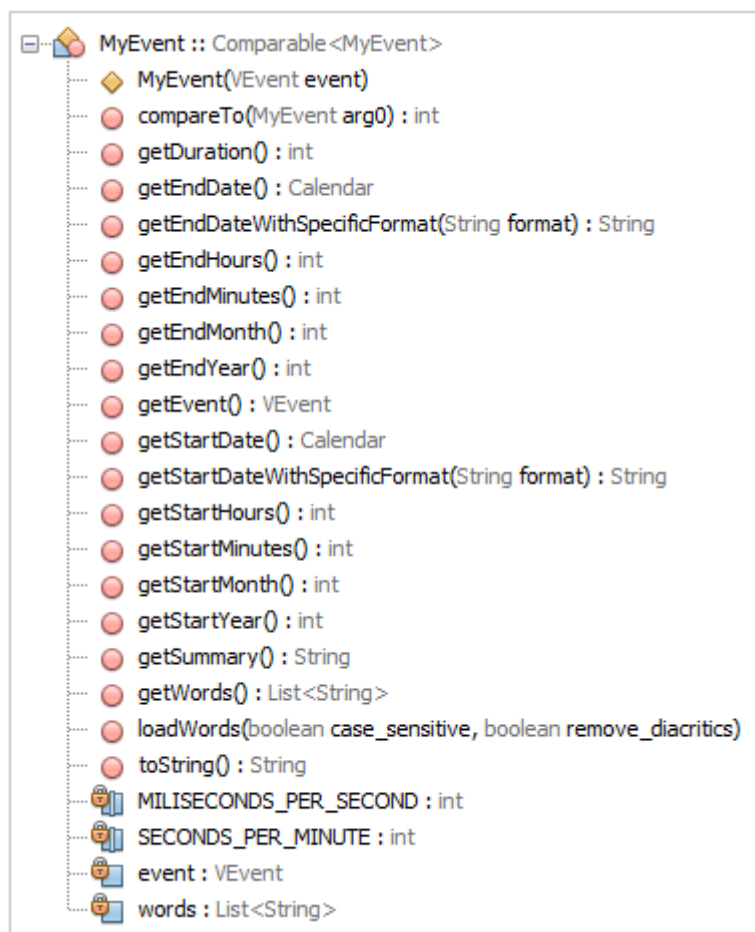 MyEvent :: Comparable<MyEvent>
MyEvent(VEvent event)
compareTo(MyEvent arg0) : int
getDuration() : int
getEndDate() : Calendar
getEndDateWithSpecificFormat(String format) : String
getEndHours() : int
getEndMinutes() : int
getEndMonth() : int
getEndYear() : int
getEvent() : VEvent
getStartDate() : Calendar
getStartDateWithSpecificFormat(String format) : String
getStartHours() : int
getStartMinutes() : int
getStartMonth() : int
getStartYear() : int
getSummary() : String
getWords() : List<String>
loadWords(boolean case_sensitive, boolean remove_diacritics)
toString() : String
MILISECONDS_PER_SECOND : int
SECONDS_PER_MINUTE : int
event : VEvent
words : List<String>